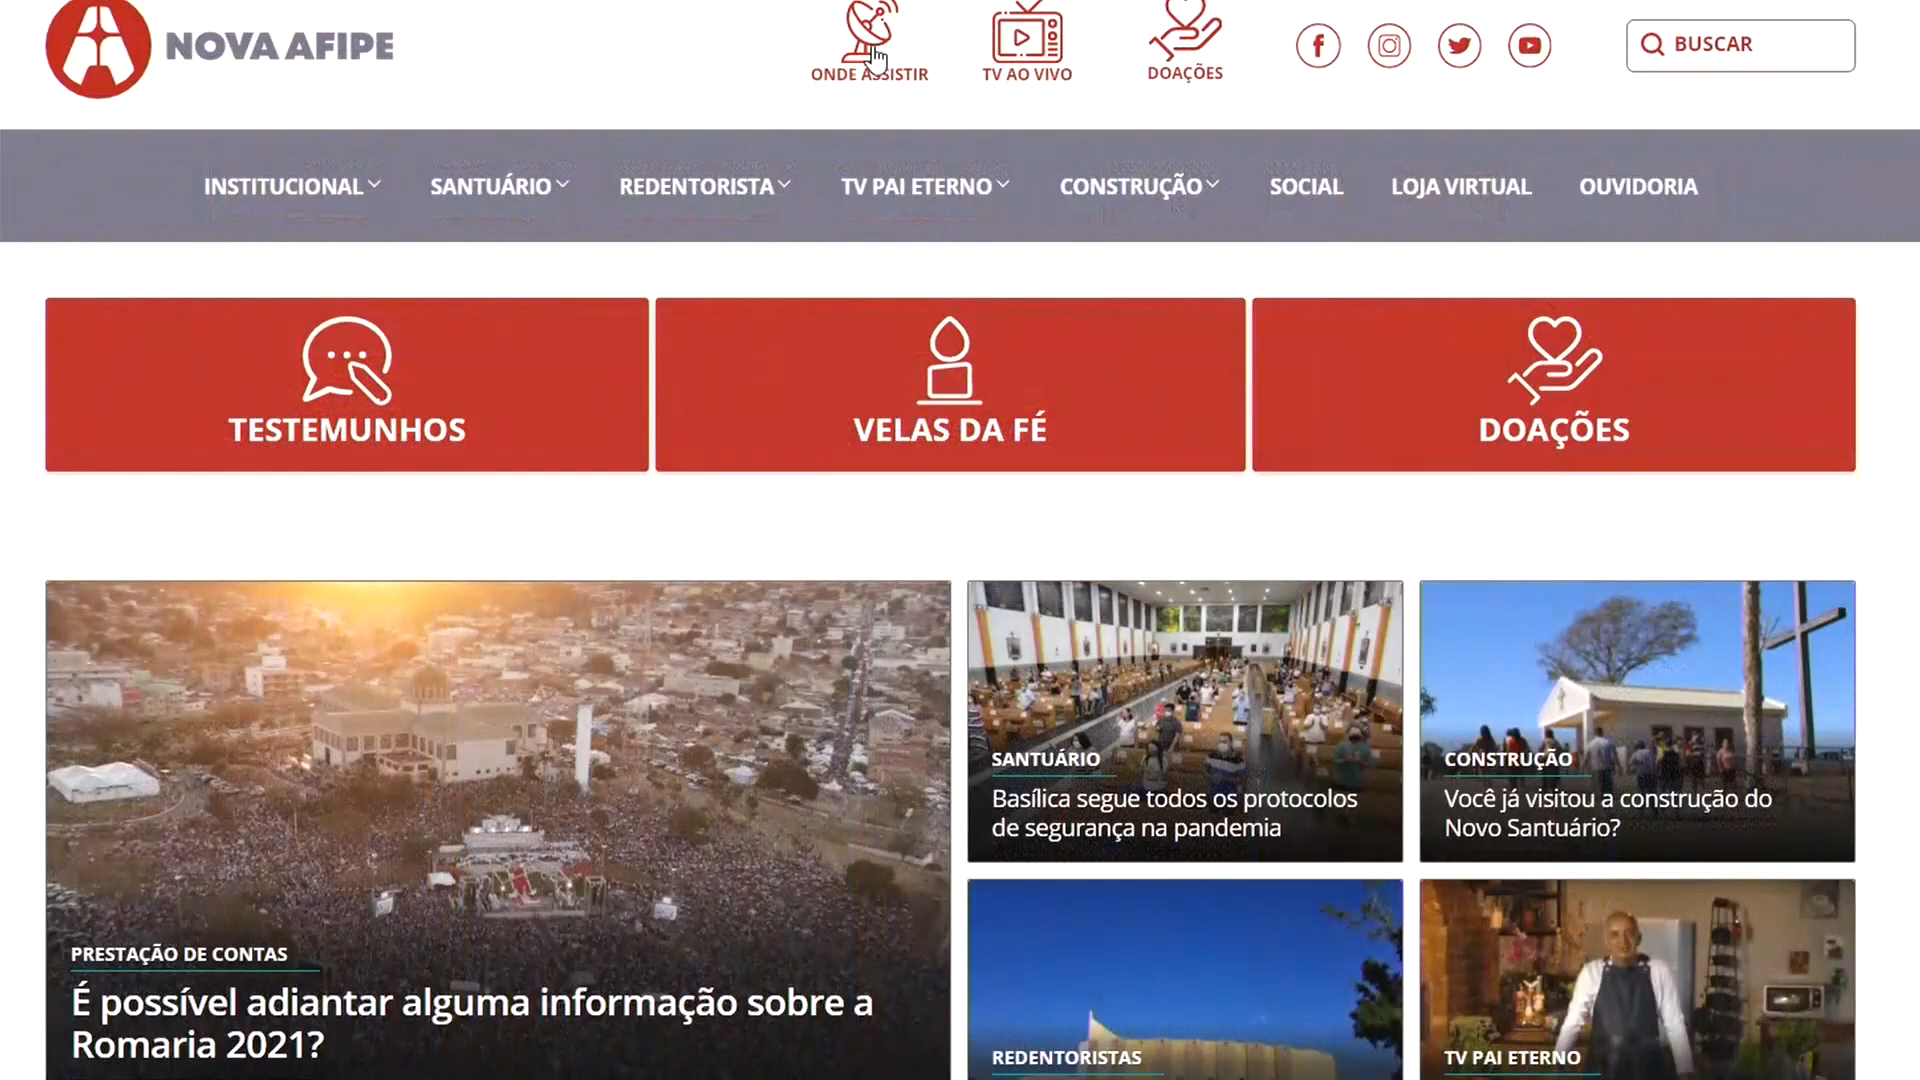 NOVA AFIPE
ONDE ASSISTIR
TV AO VIVO
DOAÇÕES
BUSCAR
INSTITUCIONAL
SANTUÁRIO
REDENTORISTA
TV PAI ETERNO
CONSTRUÇÃO
SOCIAL
LOJA VIRTUAL
OUVIDORIA
TESTEMUNHOS
VELAS DA FÉ
DOAÇÕES
PRESTAÇÃO DE CONTAS
É possível adiantar alguma informação sobre a
Romaria 2021?
SANTUÁRIO
Basílica segue todos os protocolos
de segurança na pandemia
CONSTRUÇÃO
Você já visitou a construção do
Novo Santuário?
REDENTORISTAS
TV PAI ETERNO